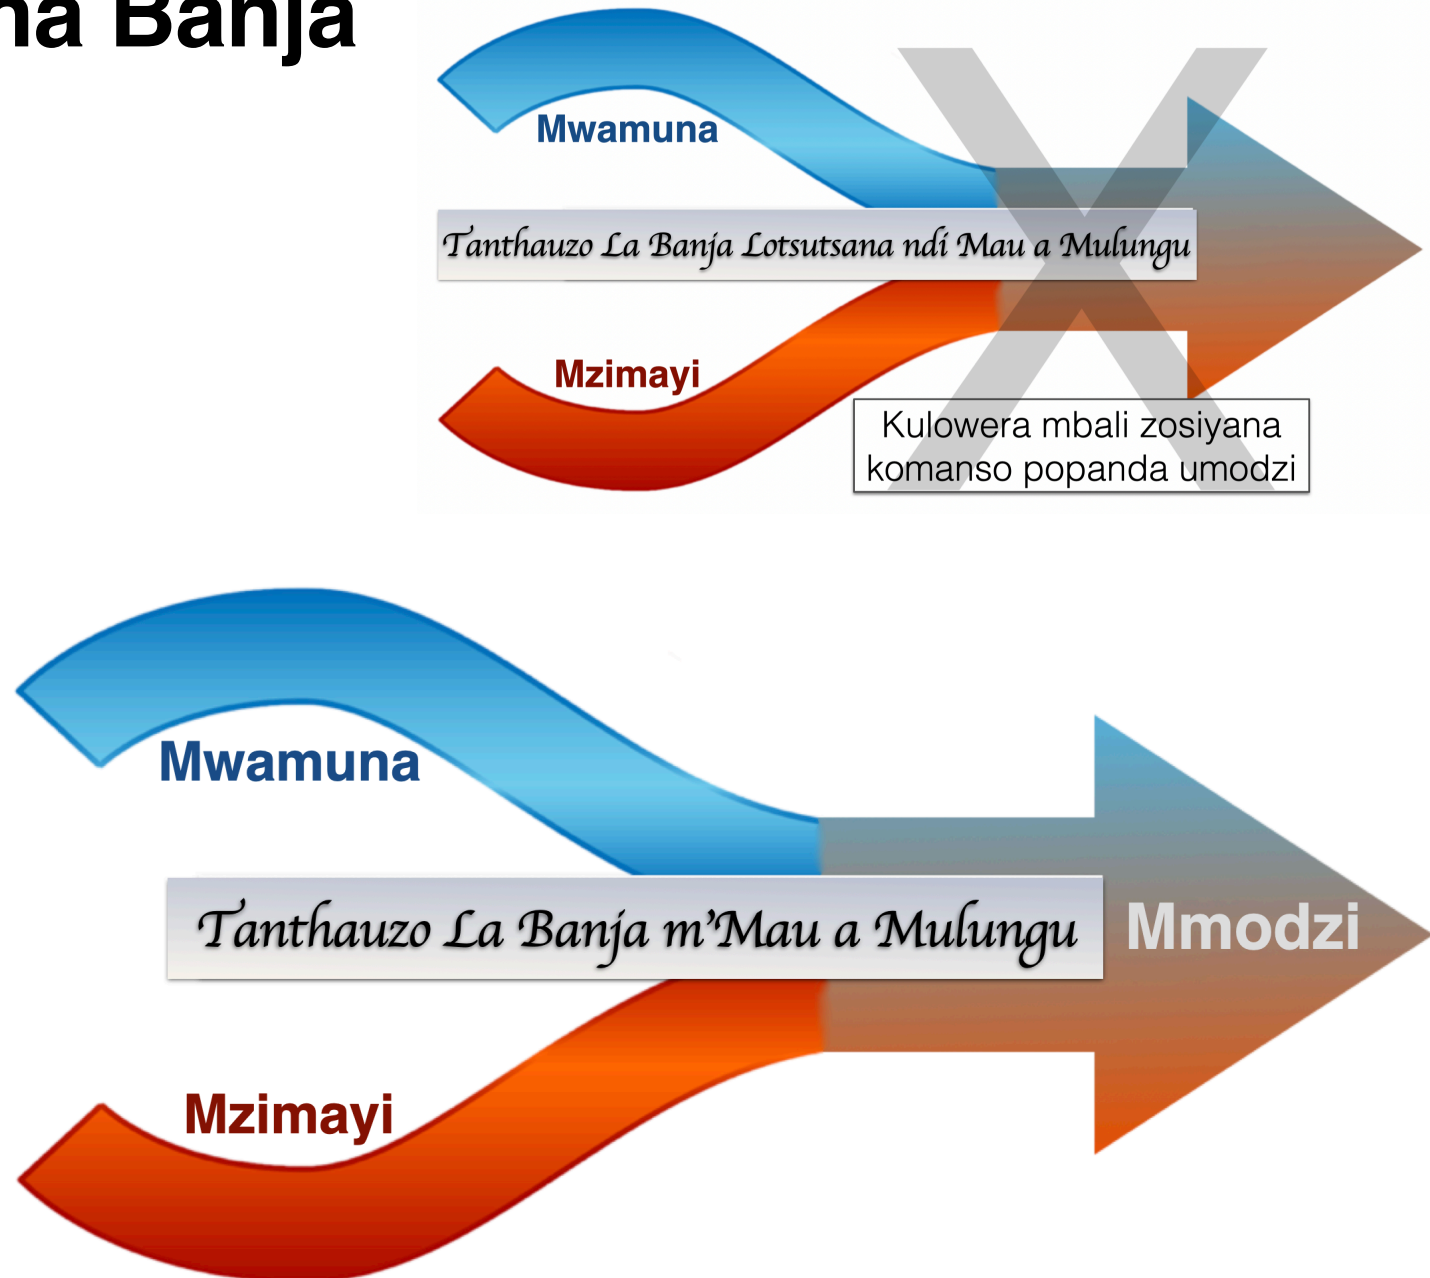 na Banja
Mwamuna
Tanthauzo La Banja Lotsutsana ndi Mau a Mulungu
Mzimayi
Kulowera mbali zosiyana
komanso popanda umodzi
Mwamuna
Tanthauzo La Banja m'Mau a Mulungu
Mmodzi
Mzimayi